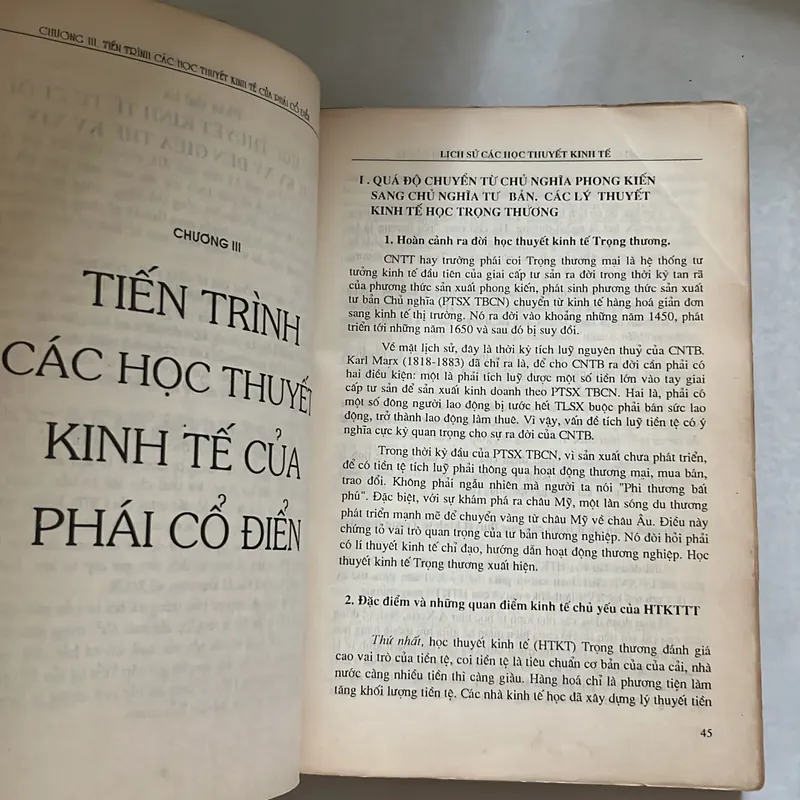 CHƯƠNG III. TIẾN TRÌNH CÁC HỌC THUYẾT KINH TẾ CỦA PHÁI CỔ ĐIỂN
CHƯƠNG III
TIẾN TRÌNH
CÁC HỌC THUYẾT
KINH TẾ CỦA
PHÁI CỔ ĐIỂN
LỊCH SỬ CÁC HỌC THUYẾT KINH TẾ
I . QUÁ ĐỘ CHUYỂN TỪ CHỦ NGHĨA PHONG KIẾN
SANG CHỦ NGHĨA TƯ BẢN. CÁC LÝ THUYẾT
KINH TẾ HỌC TRỌNG THƯƠNG
1. Hoàn cảnh ra đời học thuyết kinh tế Trọng thương.
CNTT hay trường phái coi Trọng thương mại là hệ thống tư
tưởng kinh tế đầu tiên của giai cấp tư sản ra đời trong thời kỳ tan rã
của phương thức sản xuất phong kiến, phát sinh phương thức sản xuất
tư bản Chủ nghĩa (PTSX TBCN) chuyển từ kinh tế hàng hoá giản đơn
sang kinh tế thị trường. Nó ra đời vào khoảng những năm 1450, phát
triển tới những năm 1650 và sau đó bị suy đồi.
Về mặt lịch sử, đây là thời kỳ tích luỹ nguyên thuỷ của CNTB.
Karl Marx (1818-1883) đã chỉ ra là, để cho CNTB ra đời cần phải có
hai điều kiện: một là phải tích luỹ được một số tiền lớn vào tay giai
cấp tư sản để sản xuất kinh doanh theo PTSX TBCN. Hai là, phải có
một số đông người lao động bị tước hết TLSX buộc phải bán sức lao
động, trở thành lao động làm thuê. Vì vậy, vấn đề tích luỹ tiền tệ có ý
nghĩa cực kỳ quan trọng cho sự ra đời của CNTB.
Trong thời kỳ đầu của PTSX TBCN, vì sản xuất chưa phát triển,
để có tiền tệ tích luỹ phải thông qua hoạt động thương mại, mua bán,
trao đổi. Không phải ngẫu nhiên mà người ta nói "Phi thương bất
phú". Đặc biệt, với sự khám phá ra châu Mỹ, một làn sóng du thương
phát triển mạnh mẽ để chuyển vàng từ châu Mỹ về châu Âu. Điều này
chứng tỏ vai trò quan trọng của tư bản thương nghiệp. Nó đòi hỏi phải
có lí thuyết kinh tế chỉ đạo, hướng dẫn hoạt động thương nghiệp. Học
thuyết kinh tế Trọng thương xuất hiện.
2. Đặc điểm và những quan điểm kinh tế chủ yếu của HTKTTT
Thứ nhất, học thuyết kinh tế (HTKT) Trọng thương đánh giá
cao vai trò của tiền tệ, coi tiền tệ là tiêu chuẩn cơ bản của của cải, nhà
nước càng nhiều tiền thì càng giàu. Hàng hoá chỉ là phương tiện làm
tăng khối lượng tiền tệ. Các nhà kinh tế học đã xây dựng lý thuyết tiền
45